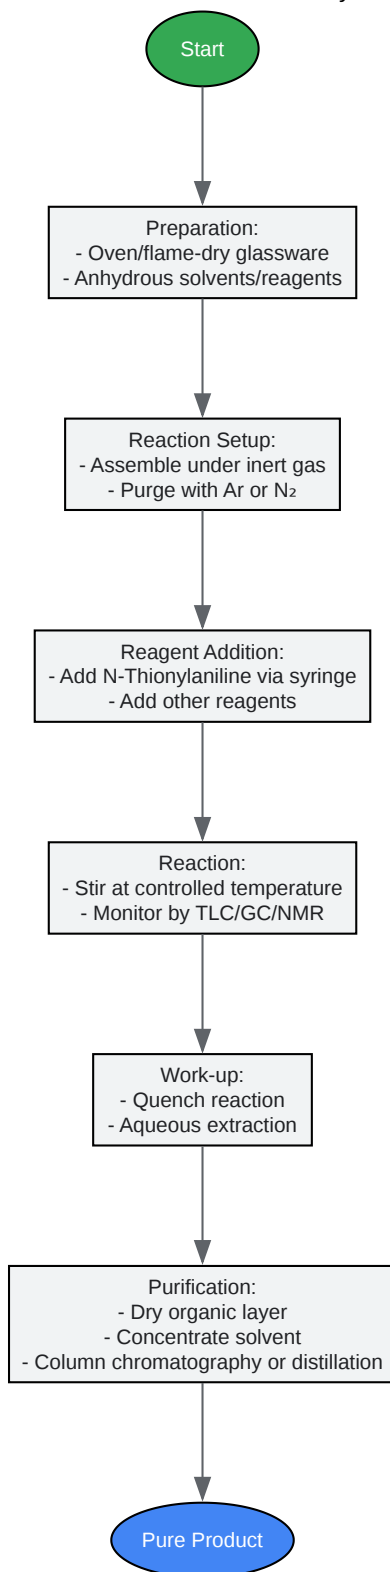 Start
Preparation:
- Oven/flame-dry glassware
- Anhydrous solvents/reagents
Reaction Setup:
- Assemble under inert gas
- Purge with Ar or N₂
Reagent Addition:
- Add N-Thionylaniline via syringe
- Add other reagents
Reaction:
- Stir at controlled temperature
- Monitor by TLC/GC/NMR
Work-up:
- Quench reaction
- Aqueous extraction
Purification:
- Dry organic layer
- Concentrate solvent
- Column chromatography or distillation
Pure Product